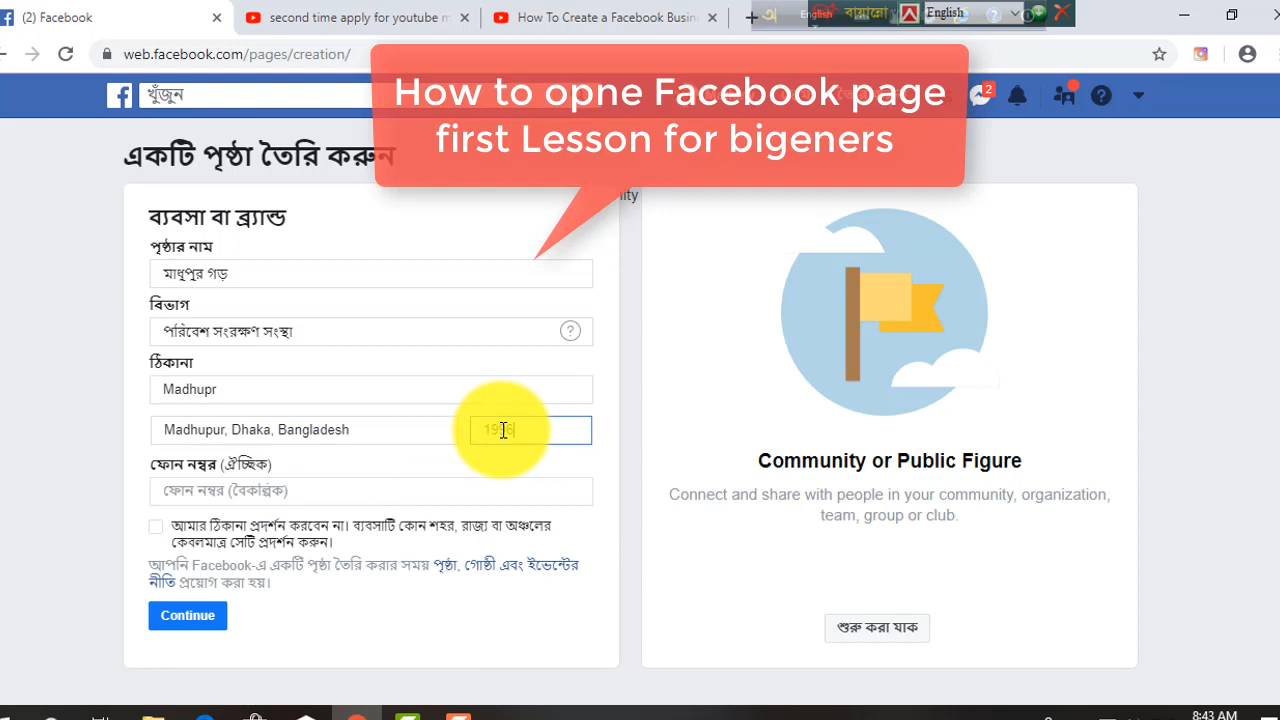 (2) Facebook
second time apply for youtube m
How To Create a Facebook Busin
English
বায়ান্নো
English
web.facebook.com/pages/creation/
How to opne Facebook page
first Lesson for bigeners
খুঁজুন
2
একটি পৃষ্ঠা তৈরি করুন
ব্যবসা বা ব্র্যান্ড
পৃষ্ঠার নাম
মাধুপুর গড়
বিভাগ
পরিবেশ সংরক্ষণ সংস্থা
ঠিকানা
Madhupr
Madhupur, Dhaka, Bangladesh
1996
ফোন নম্বর (ঐচ্ছিক)
ফোন নম্বর (বৈকল্পিক)
আমার ঠিকানা প্রদর্শন করবেন না। ব্যবসাটি কোন শহর, রাজ্য বা অঞ্চলের
কেবলমাত্র সেটি প্রদর্শন করুন।
আপনি Facebook-এ একটি পৃষ্ঠা তৈরি করার সময় পৃষ্ঠা, গোষ্ঠী এবং ইভেন্টের
নীতি প্রয়োগ করা হয়।
Continue
Community or Public Figure
Connect and share with people in your community, organization,
team, group or club.
শুরু করা যাক
8:43 AM